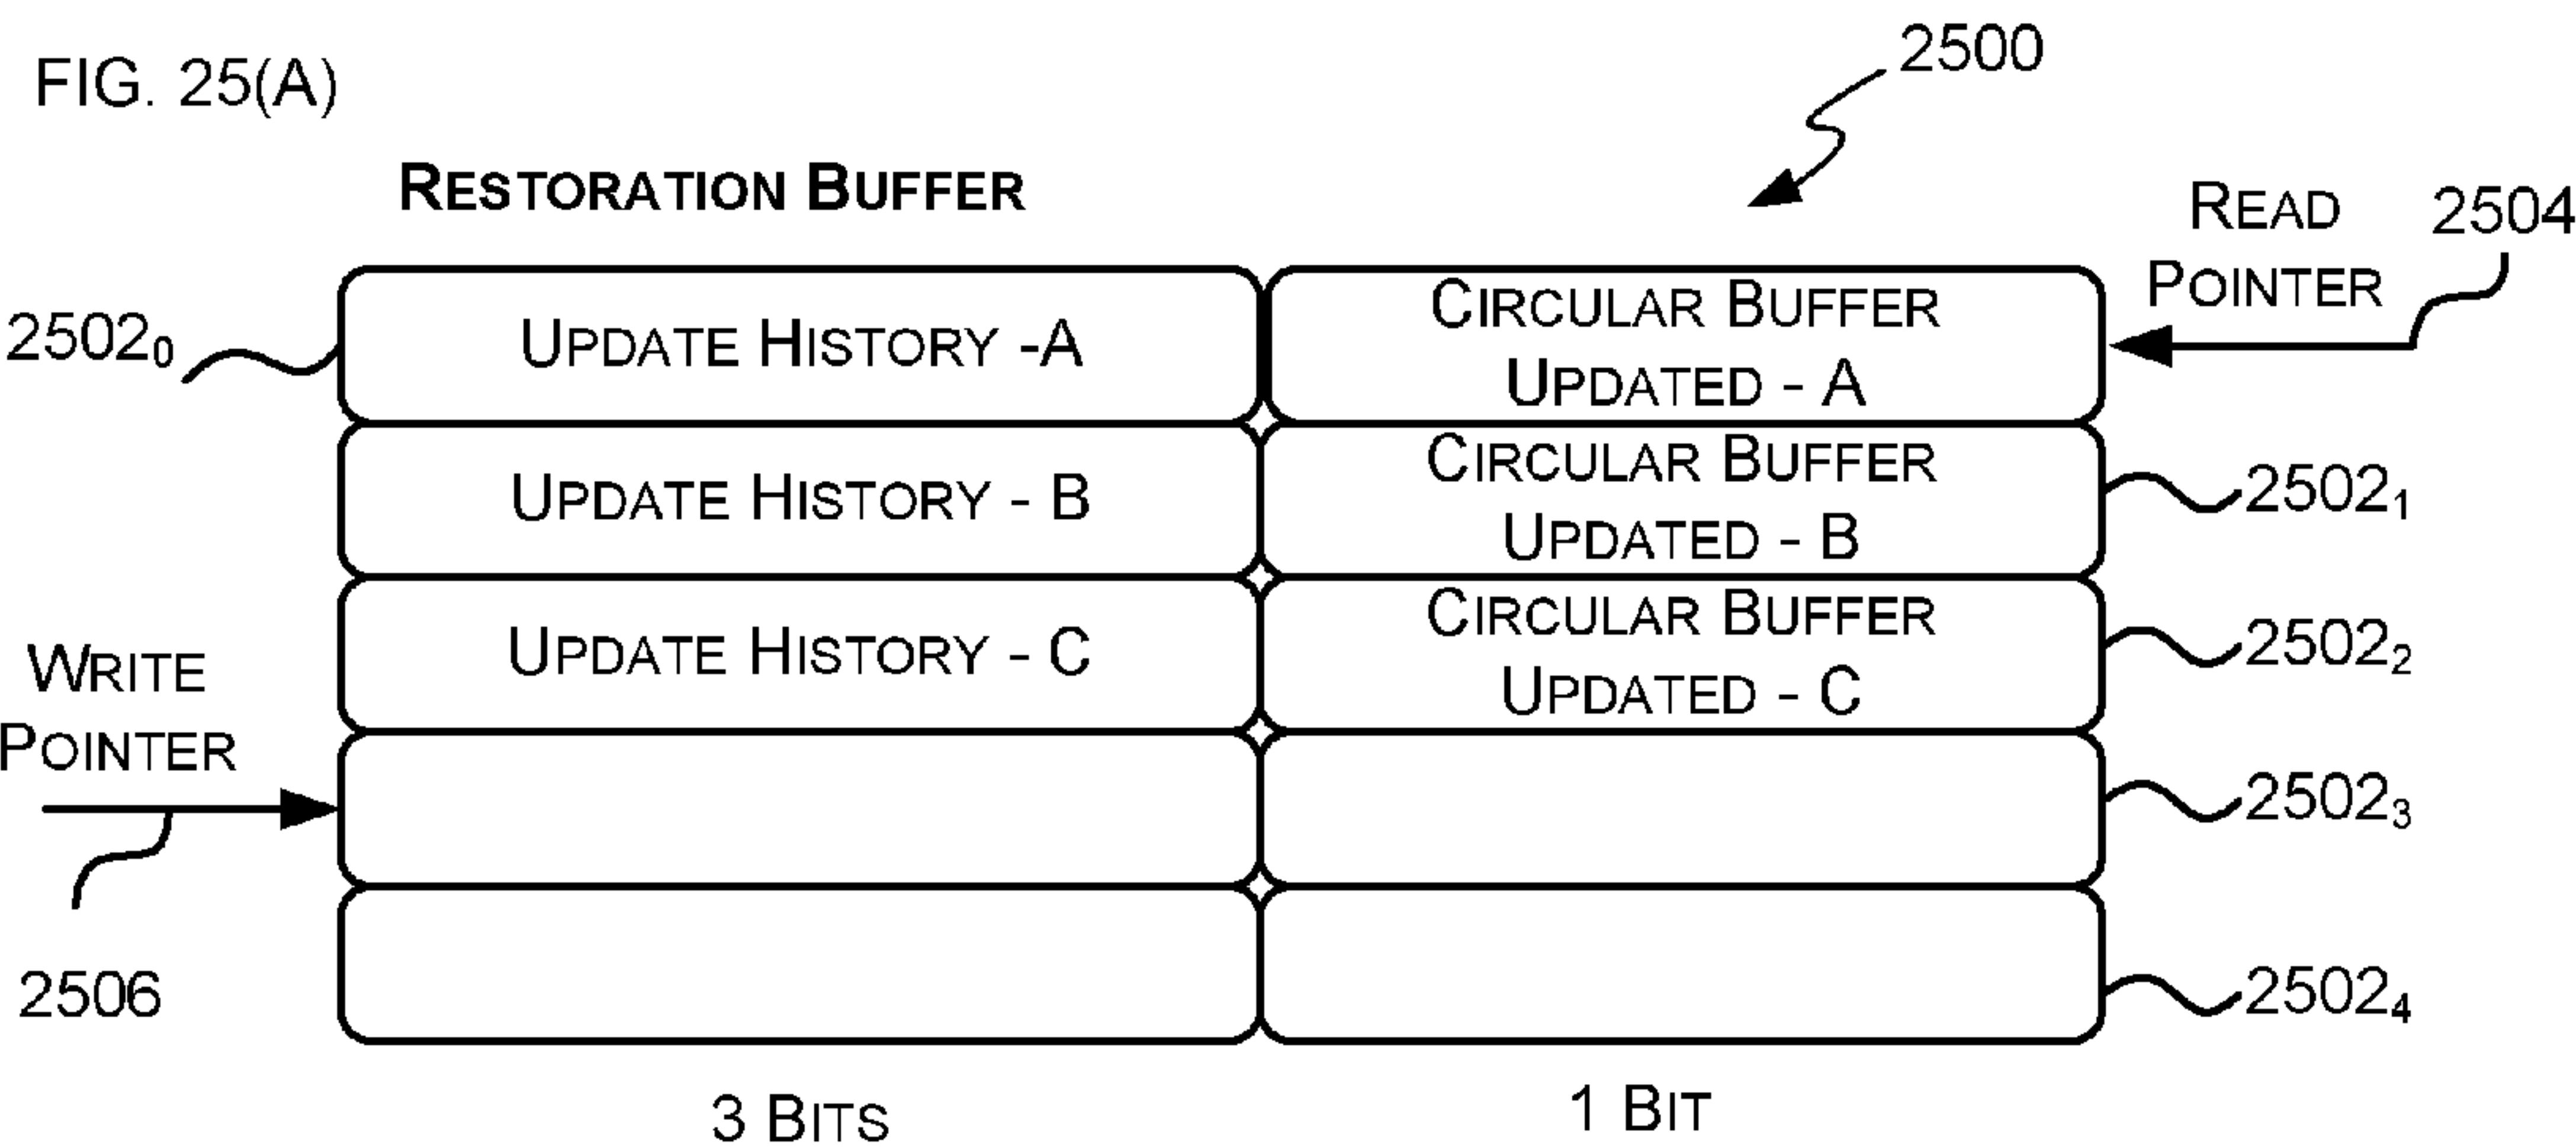 FIG. 25(A)
2500
RESTORATION BUFFER
READ
POINTER
2504
2502₀
UPDATE HISTORY -A
CIRCULAR BUFFER
UPDATED - A
UPDATE HISTORY - B
CIRCULAR BUFFER
UPDATED - B
2502₁
UPDATE HISTORY - C
CIRCULAR BUFFER
UPDATED - C
2502₂
WRITE
POINTER
2506
2502₃
2502₄
3 BITS
1 BIT